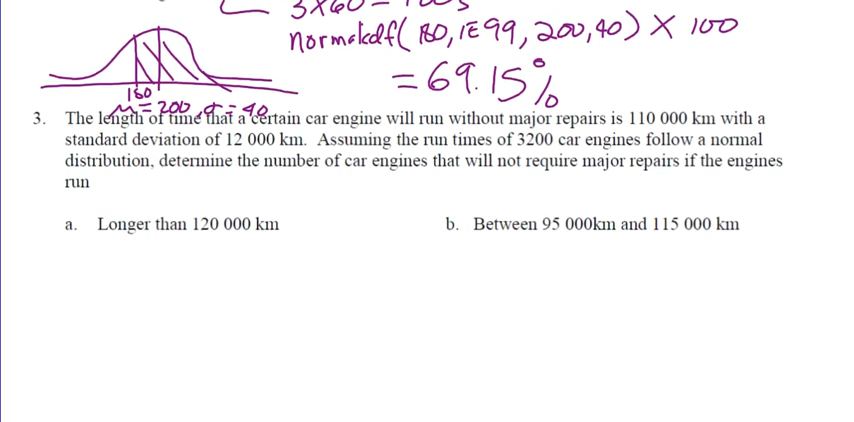 3×60 = 180s
normalcdf( 180, 1E99, 200, 40) × 100
= 69.15%
180
μ = 200, σ = 40
3. The length of time that a certain car engine will run without major repairs is 110 000 km with a
standard deviation of 12 000 km. Assuming the run times of 3200 car engines follow a normal
distribution, determine the number of car engines that will not require major repairs if the engines
run
a. Longer than 120 000 km
b. Between 95 000km and 115 000 km